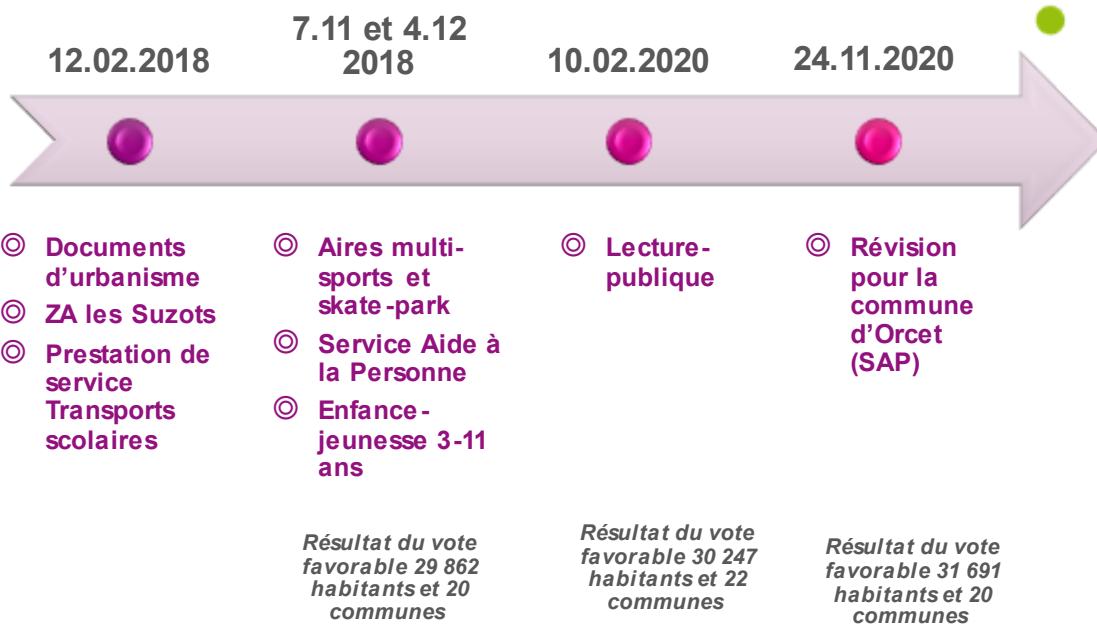 12.02.2018
7.11 et 4.12
2018
10.02.2020
24.11.2020
Documents
d’urbanisme
ZA les Suzots
Prestation de
service
Transports
scolaires
Aires multi-
sports et
skate-park
Service Aide à
la Personne
Enfance-
jeunesse 3-11
ans
Lecture-
publique
Révision
pour la
commune
d’Orcet
(SAP)
Résultat du vote
favorable 29 862
habitants et 20
communes
Résultat du vote
favorable 30 247
habitants et 22
communes
Résultat du vote
favorable 31 691
habitants et 20
communes